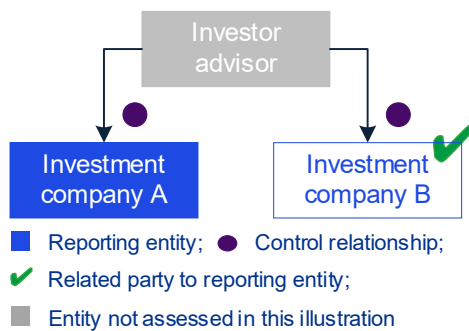 Investor
advisor
Investment
company A
Investment
company B
Reporting entity; Control relationship;
Related party to reporting entity;
Entity not assessed in this illustration